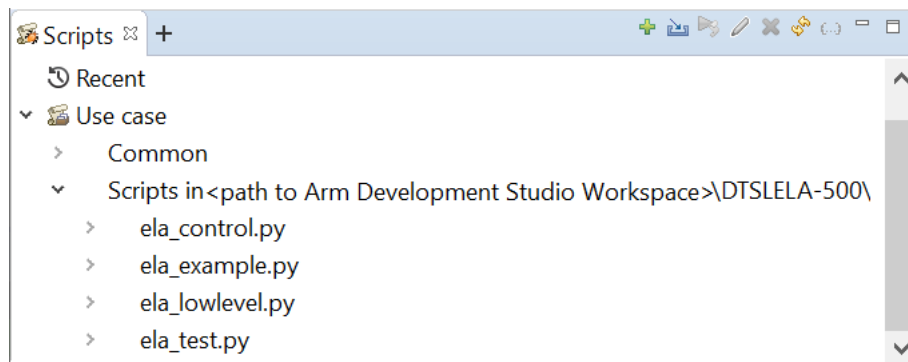 Scripts
Recent
Use case
Common
Scripts in<path to Arm Development Studio Workspace>\DTSLELA-500\
ela_control.py
ela_example.py
ela_lowlevel.py
ela_test.py